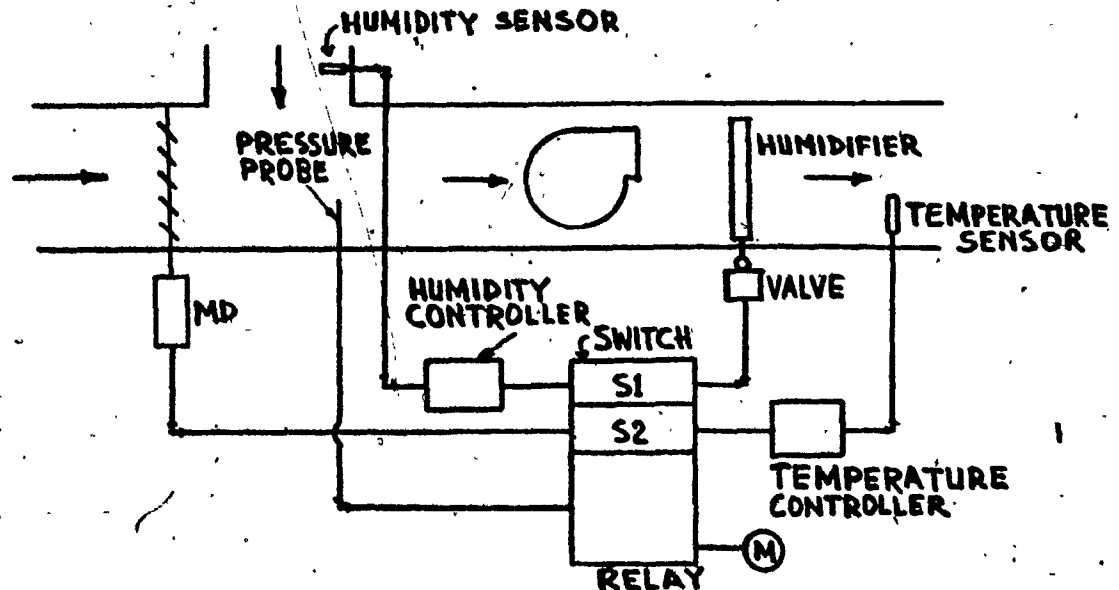 HUMIDITY SENSOR
PRESSURE
PROBE
HUMIDIFIER
TEMPERATURE
SENSOR
MD
HUMIDITY
CONTROLLER
VALVE
SWITCH
S1
S2
TEMPERATURE
CONTROLLER
M
RELAY